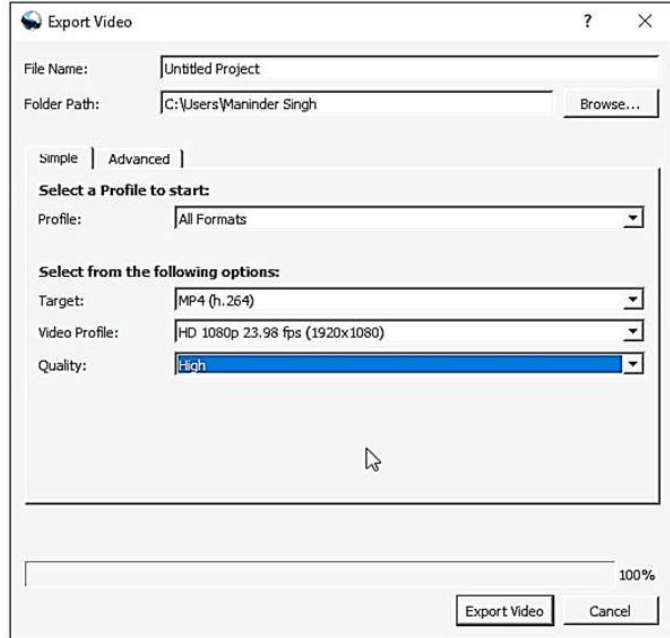 Export Video ? ✕
File Name: Untitled Project
Folder Path: C:\Users\Maninder Singh Browse...
Simple Advanced
Select a Profile to start:
Profile: All Formats
Select from the following options:
Target: MP4 (h.264)
Video Profile: HD 1080p 23.98 fps (1920x1080)
Quality: High
100%
Export Video Cancel